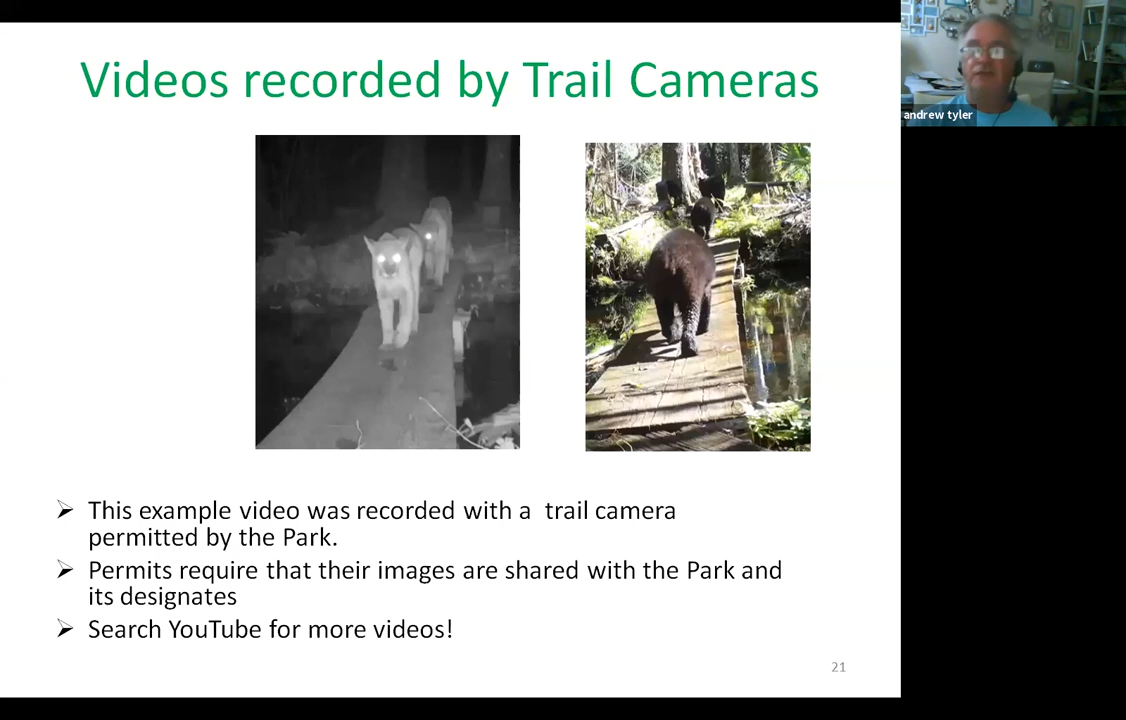 Videos recorded by Trail Cameras
andrew tyler
➢ This example video was recorded with a  trail camera
permitted by the Park.
➢ Permits require that their images are shared with the Park and
its designates
➢ Search YouTube for more videos!
21